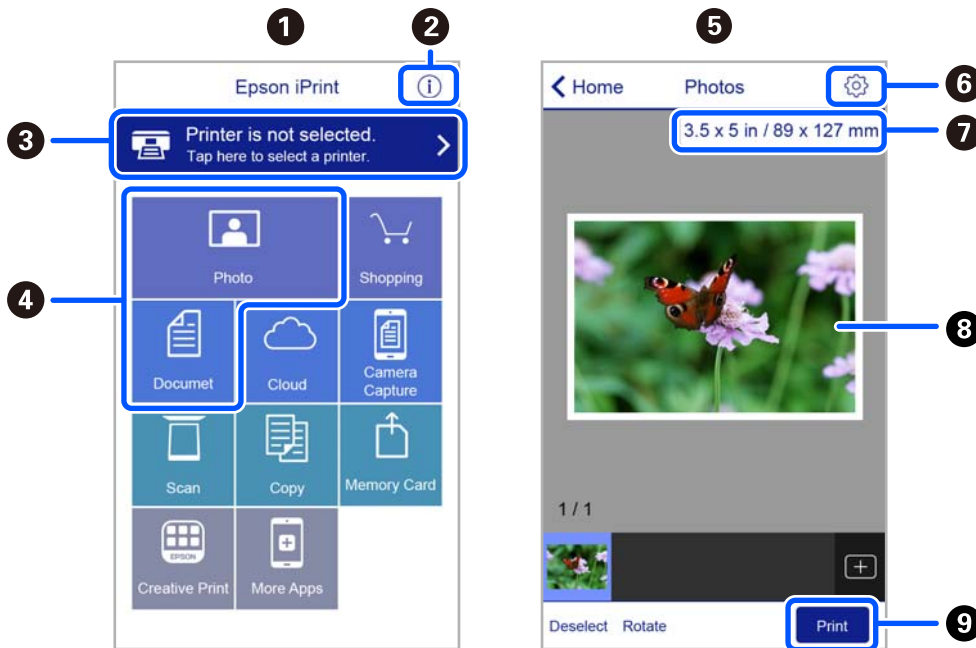 1
2
Epson iPrint
3
Printer is not selected.
Tap here to select a printer.
4
Photo
Shopping
Documet
Cloud
Camera
Capture
Scan
Copy
Memory Card
EPSON
Creative Print
More Apps
5
Home
Photos
6
3.5 x 5 in / 89 x 127 mm
7
8
1 / 1
Deselect
Rotate
Print
9